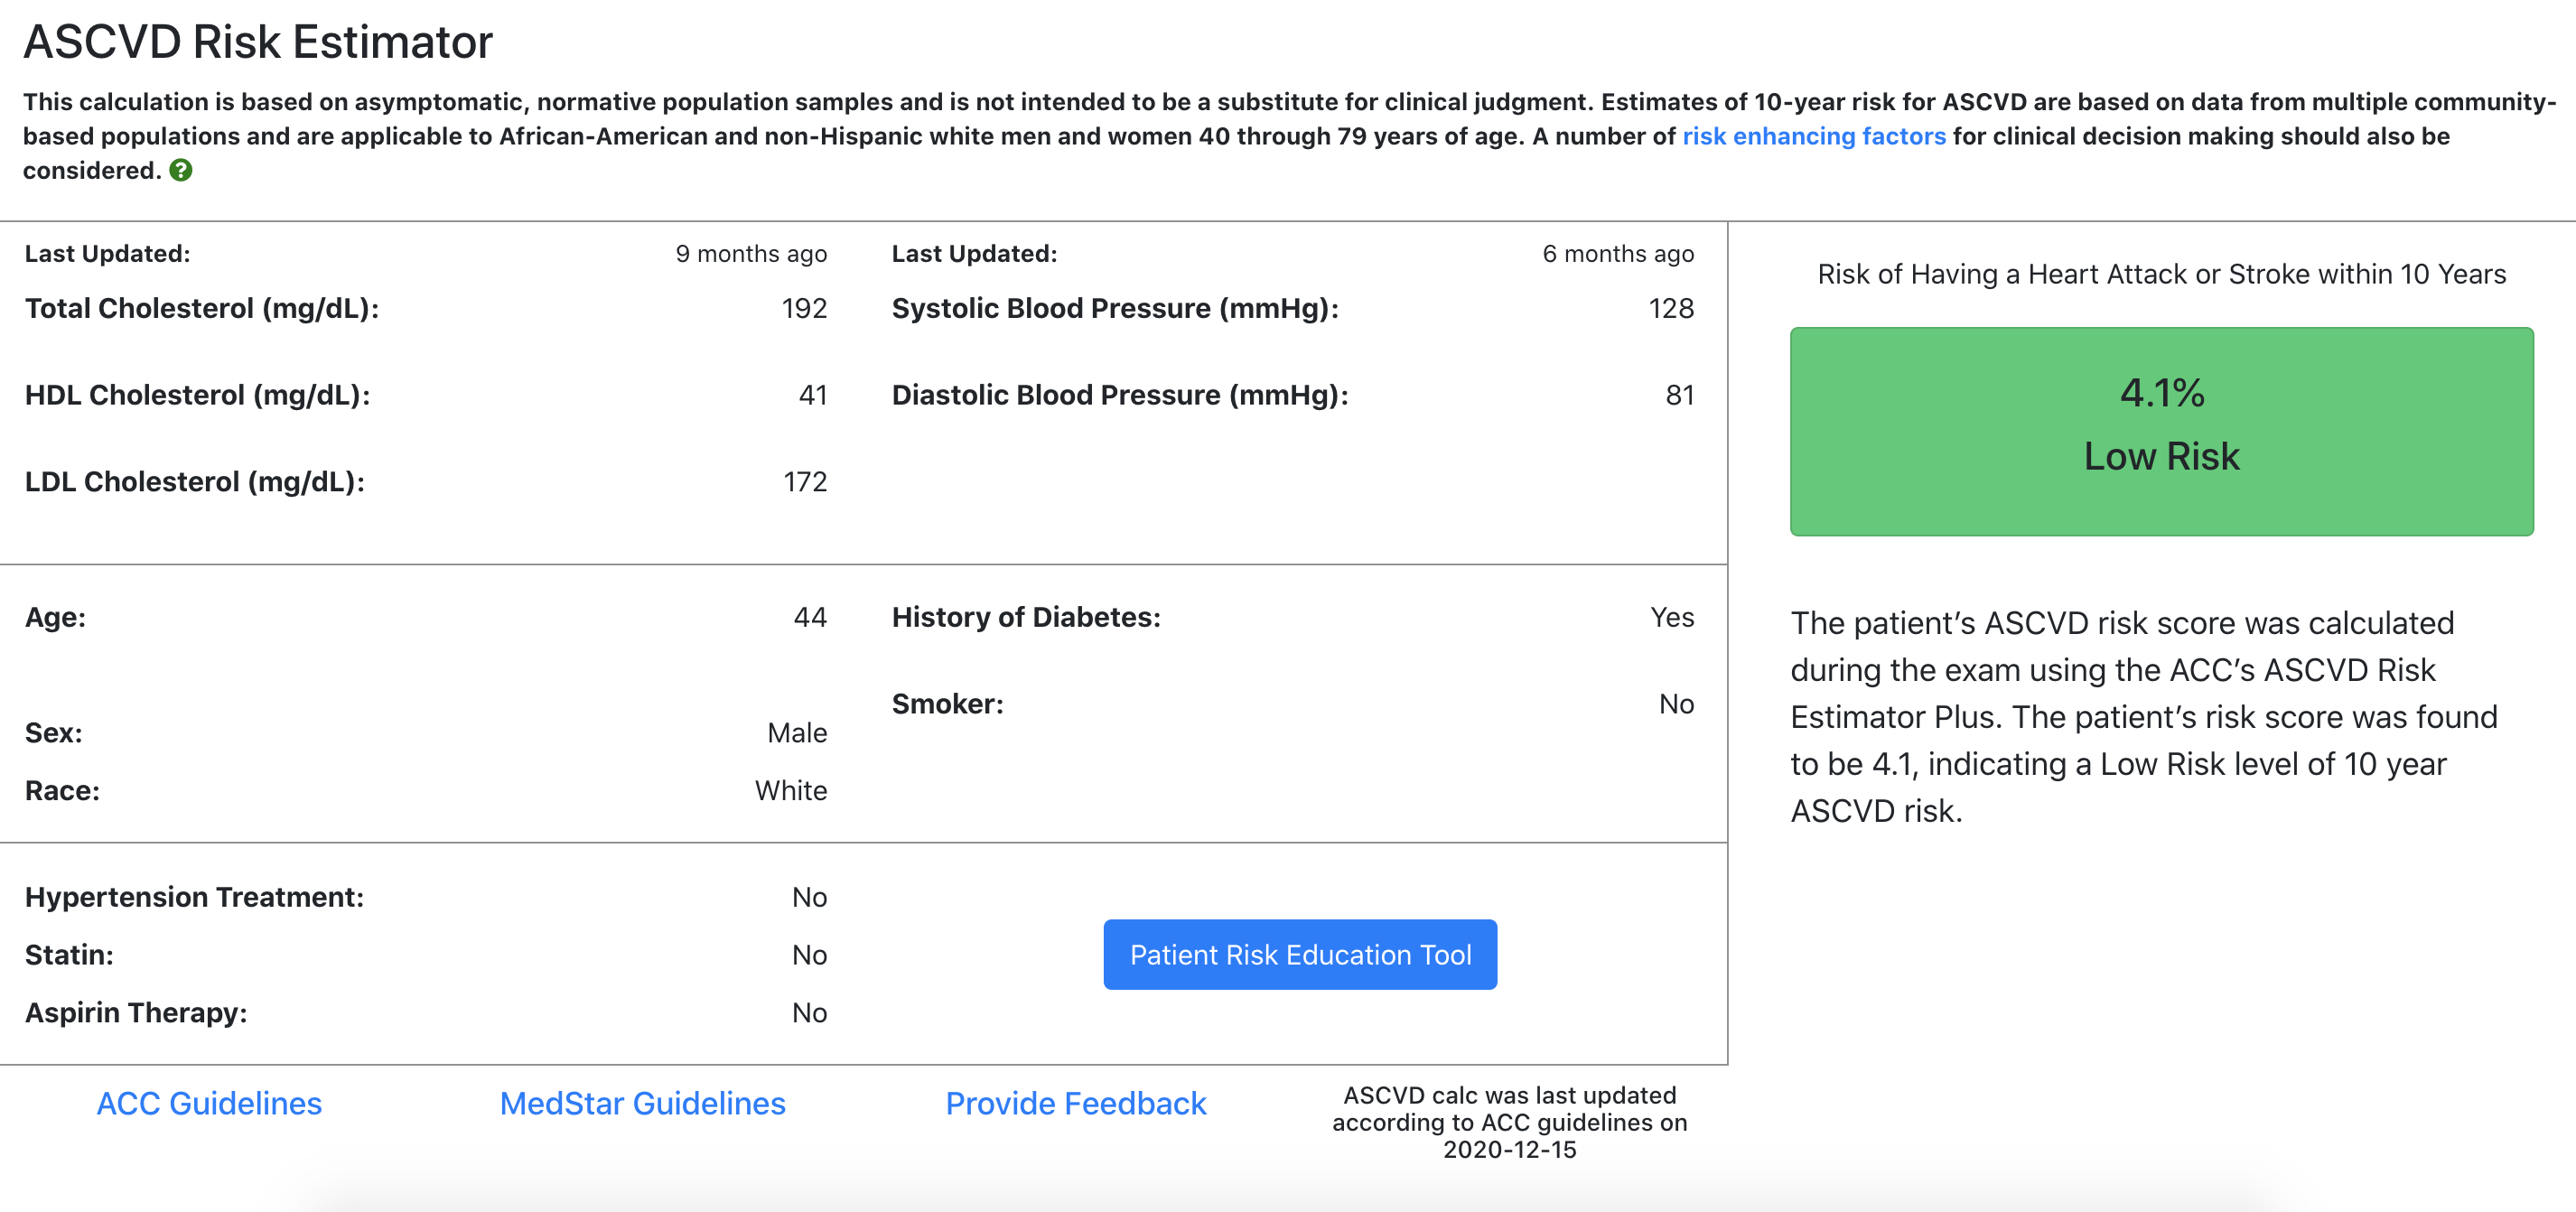 ASCVD Risk Estimator
This calculation is based on asymptomatic, normative population samples and is not intended to be a substitute for clinical judgment. Estimates of 10-year risk for ASCVD are based on data from multiple community-
based populations and are applicable to African-American and non-Hispanic white men and women 40 through 79 years of age. A number of risk enhancing factors for clinical decision making should also be
considered. ?
Last Updated: 9 months ago
Total Cholesterol (mg/dL): 192
HDL Cholesterol (mg/dL): 41
LDL Cholesterol (mg/dL): 172
Last Updated: 6 months ago
Systolic Blood Pressure (mmHg): 128
Diastolic Blood Pressure (mmHg): 81
Age: 44
Sex: Male
Race: White
History of Diabetes: Yes
Smoker: No
Hypertension Treatment: No
Statin: No
Aspirin Therapy: No
Patient Risk Education Tool
Risk of Having a Heart Attack or Stroke within 10 Years
4.1%
Low Risk
The patient’s ASCVD risk score was calculated
during the exam using the ACC’s ASCVD Risk
Estimator Plus. The patient’s risk score was found
to be 4.1, indicating a Low Risk level of 10 year
ASCVD risk.
ACC Guidelines
MedStar Guidelines
Provide Feedback
ASCVD calc was last updated
according to ACC guidelines on
2020-12-15